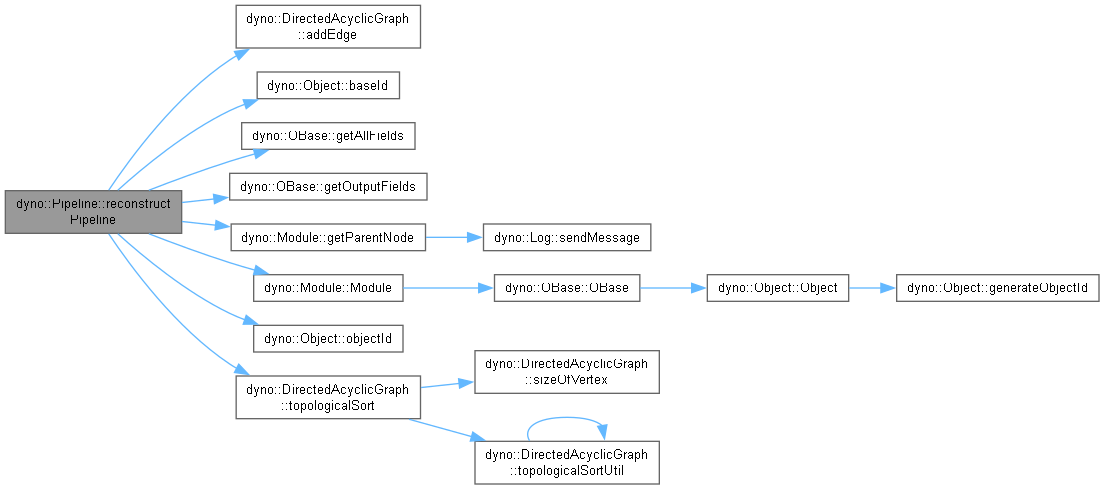 dyno::DirectedAcyclicGraph
::addEdge
dyno::Object::baseId
dyno::OBase::getAllFields
dyno::OBase::getOutputFields
dyno::Pipeline::reconstruct
Pipeline
dyno::Module::getParentNode
dyno::Log::sendMessage
dyno::Module::Module
dyno::OBase::OBase
dyno::Object::Object
dyno::Object::generateObjectId
dyno::Object::objectId
dyno::DirectedAcyclicGraph
::sizeOfVertex
dyno::DirectedAcyclicGraph
::topologicalSort
dyno::DirectedAcyclicGraph
::topologicalSortUtil